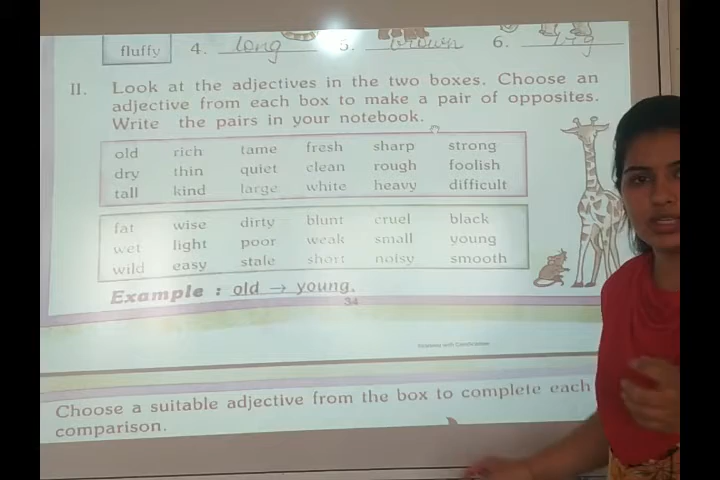 fluffy 4. long 5. brown 6. big
II. Look at the adjectives in the two boxes. Choose an
adjective from each box to make a pair of opposites.
Write the pairs in your notebook.
old rich tame fresh sharp strong
dry thin quiet clean rough foolish
tall kind large white heavy difficult
fat wise dirty blunt cruel black
wet light poor weak small young
wild easy stale short noisy smooth
Example : old → young.
34
Choose a suitable adjective from the box to complete each
comparison.